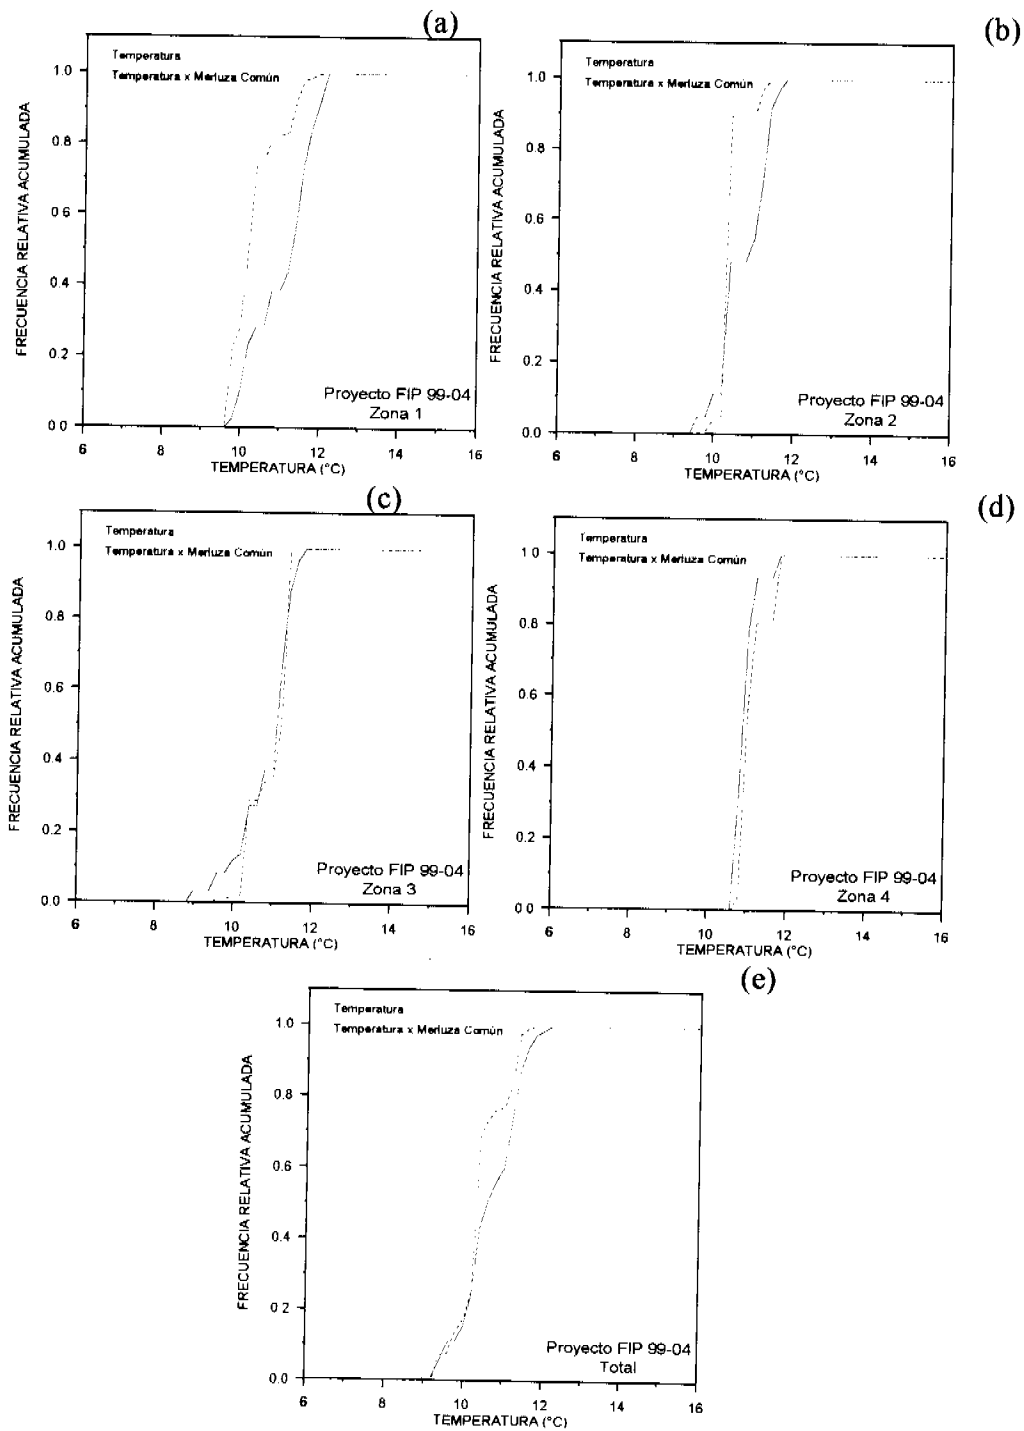 (a)
Temperatura
Temperatura x Merluza Común
FRECUENCIA RELATIVA ACUMULADA
1.0
0.8
0.6
0.4
0.2
0.0
Proyecto FIP 99-04
Zona 1
6 8 10 12 14 16
TEMPERATURA (°C)
(b)
Temperatura
Temperatura x Merluza Común
FRECUENCIA RELATIVA ACUMULADA
1.0
0.8
0.6
0.4
0.2
0.0
Proyecto FIP 99-04
Zona 2
6 8 10 12 14 16
TEMPERATURA (°C)
(c)
Temperatura
Temperatura x Merluza Común
FRECUENCIA RELATIVA ACUMULADA
1.0
0.8
0.6
0.4
0.2
0.0
Proyecto FIP 99-04
Zona 3
6 8 10 12 14 16
TEMPERATURA (°C)
(d)
Temperatura
Temperatura x Merluza Común
FRECUENCIA RELATIVA ACUMULADA
1.0
0.8
0.6
0.4
0.2
0.0
Proyecto FIP 99-04
Zona 4
6 8 10 12 14 16
TEMPERATURA (°C)
(e)
Temperatura
Temperatura x Merluza Común
FRECUENCIA RELATIVA ACUMULADA
1.0
0.8
0.6
0.4
0.2
0.0
Proyecto FIP 99-04
Total
6 8 10 12 14 16
TEMPERATURA (°C)